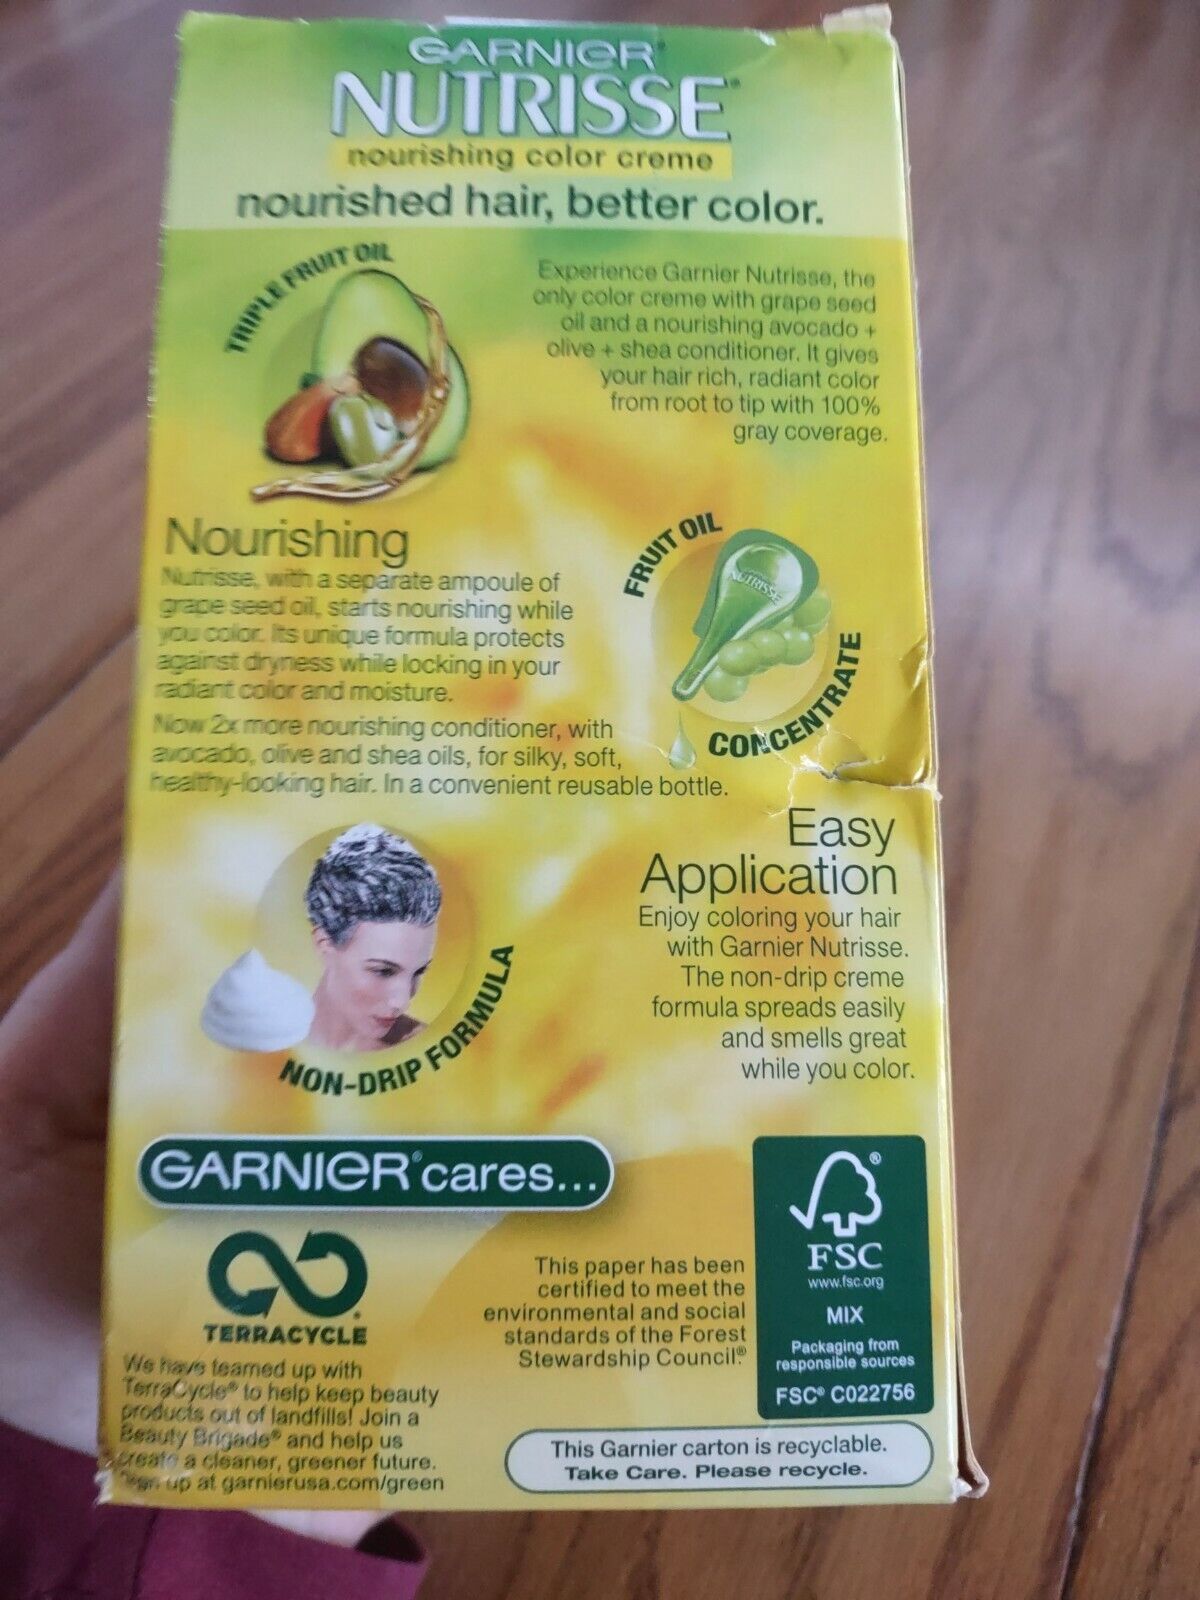 GARNIER®
NUTRISSE®
nourishing color creme
nourished hair, better color.
TRIPLE FRUIT OIL
Experience Garnier Nutrisse, the
only color creme with grape seed
oil and a nourishing avocado +
olive + shea conditioner. It gives
your hair rich, radiant color
from root to tip with 100%
gray coverage.
Nourishing
Nutrisse, with a separate ampoule of
grape seed oil, starts nourishing while
you color. Its unique formula protects
against dryness while locking in your
radiant color and moisture.
Now 2x more nourishing conditioner, with
avocado, olive and shea oils, for silky, soft,
healthy-looking hair. In a convenient reusable bottle.
FRUIT OIL
GARNIER
NUTRISSE
CONCENTRATE
Easy
Application
Enjoy coloring your hair
with Garnier Nutrisse.
The non-drip creme
formula spreads easily
and smells great
while you color.
NON-DRIP FORMULA
GARNIER® cares...
TERRACYCLE®
We have teamed up with
TerraCycle® to help keep beauty
products out of landfills! Join a
Beauty Brigade® and help us
create a cleaner, greener future.
Sign up at garnierusa.com/green
This paper has been
certified to meet the
environmental and social
standards of the Forest
Stewardship Council.®
®
FSC
www.fsc.org
MIX
Packaging from
responsible sources
FSC® C022756
This Garnier carton is recyclable.
Take Care. Please recycle.